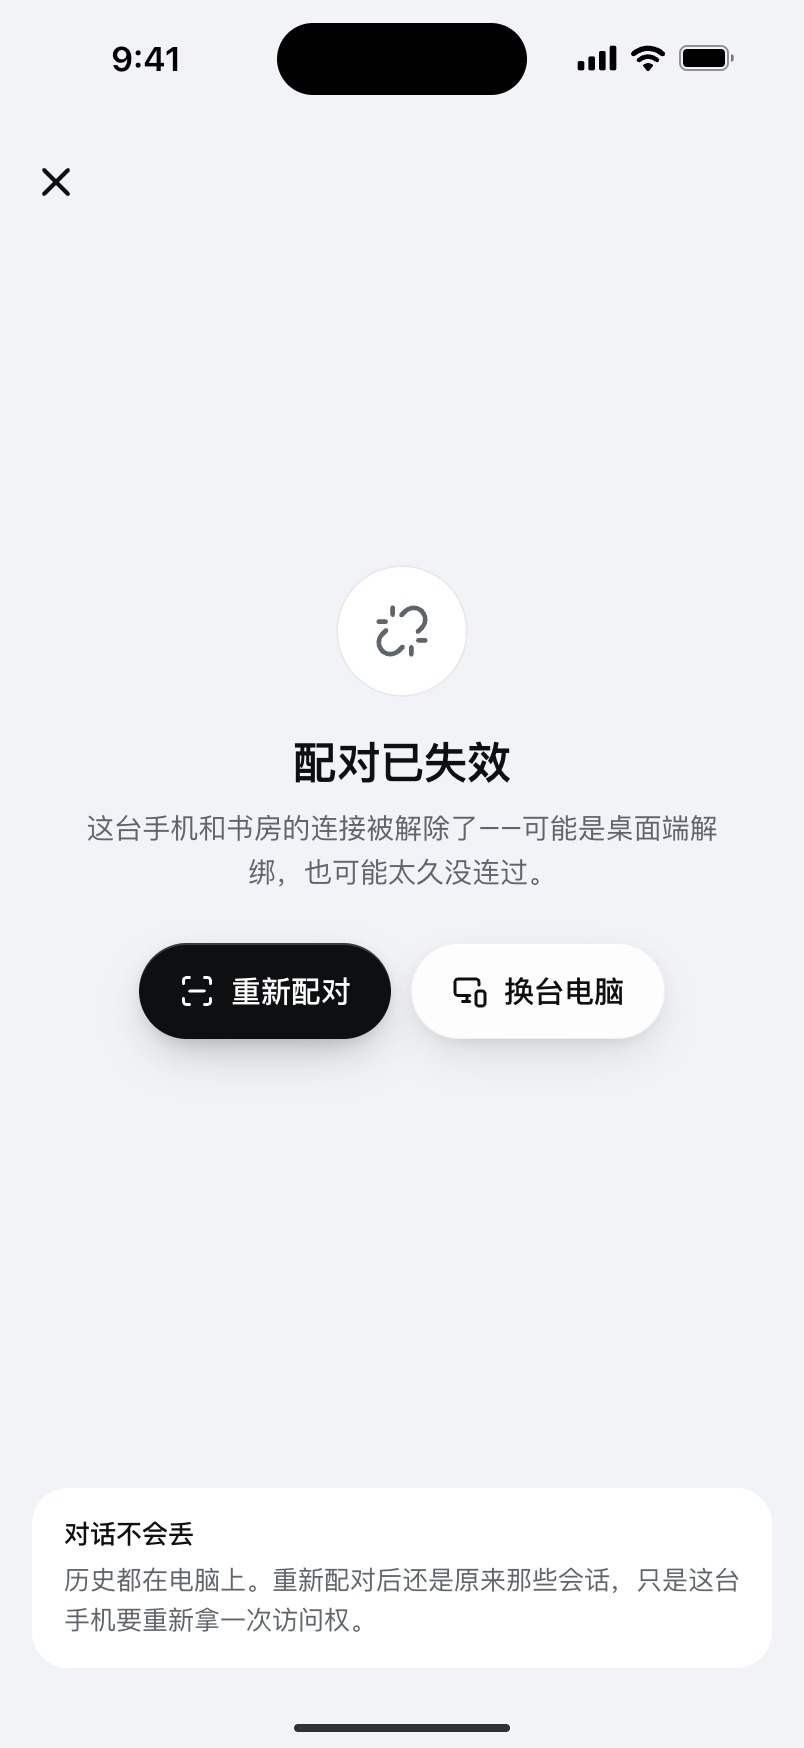 9:41
配对已失效
这台手机和书房的连接被解除了——可能是桌面端解
绑，也可能太久没连过。
重新配对
换台电脑
对话不会丢
历史都在电脑上。重新配对后还是原来那些会话，只是这台
手机要重新拿一次访问权。